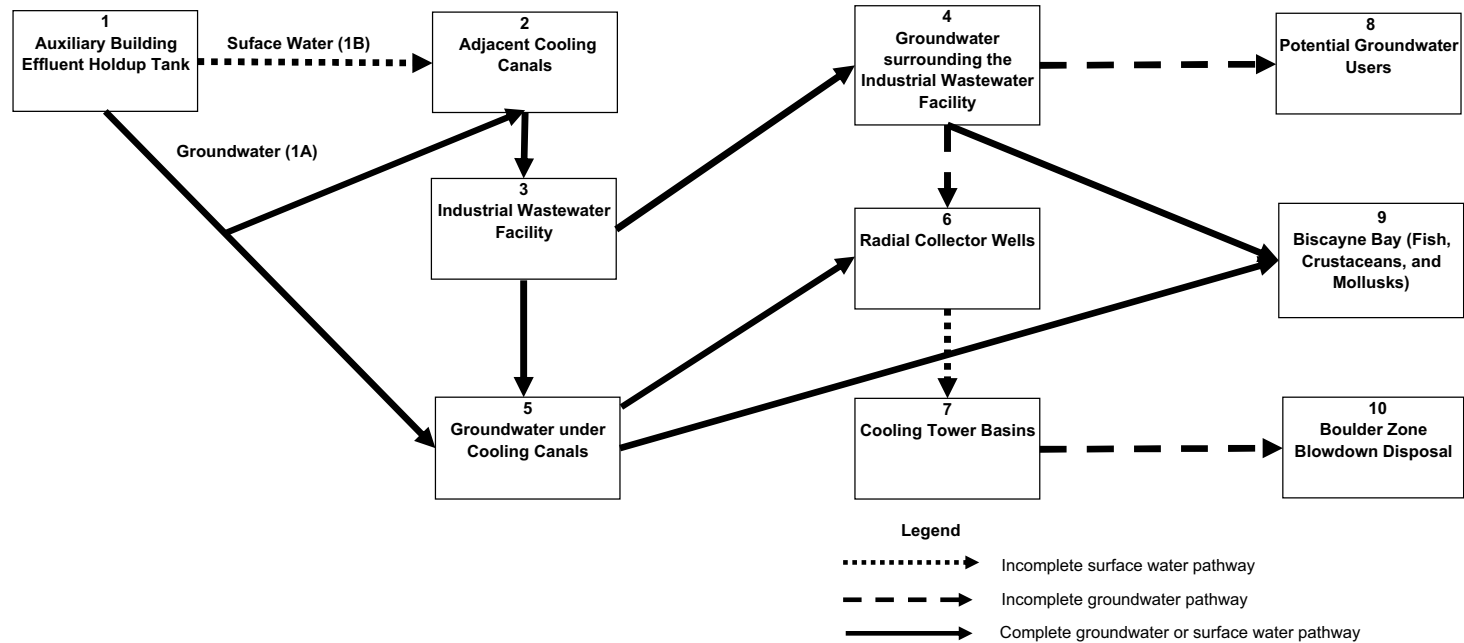 1
Auxiliary Building
Effluent Holdup Tank
Suface Water (1B)
2
Adjacent Cooling
Canals
4
Groundwater
surrounding the
Industrial Wastewater
Facility
8
Potential Groundwater
Users
Groundwater (1A)
3
Industrial Wastewater
Facility
6
Radial Collector Wells
9
Biscayne Bay (Fish,
Crustaceans, and
Mollusks)
5
Groundwater under
Cooling Canals
7
Cooling Tower Basins
10
Boulder Zone
Blowdown Disposal
Legend
Incomplete surface water pathway
Incomplete groundwater pathway
Complete groundwater or surface water pathway